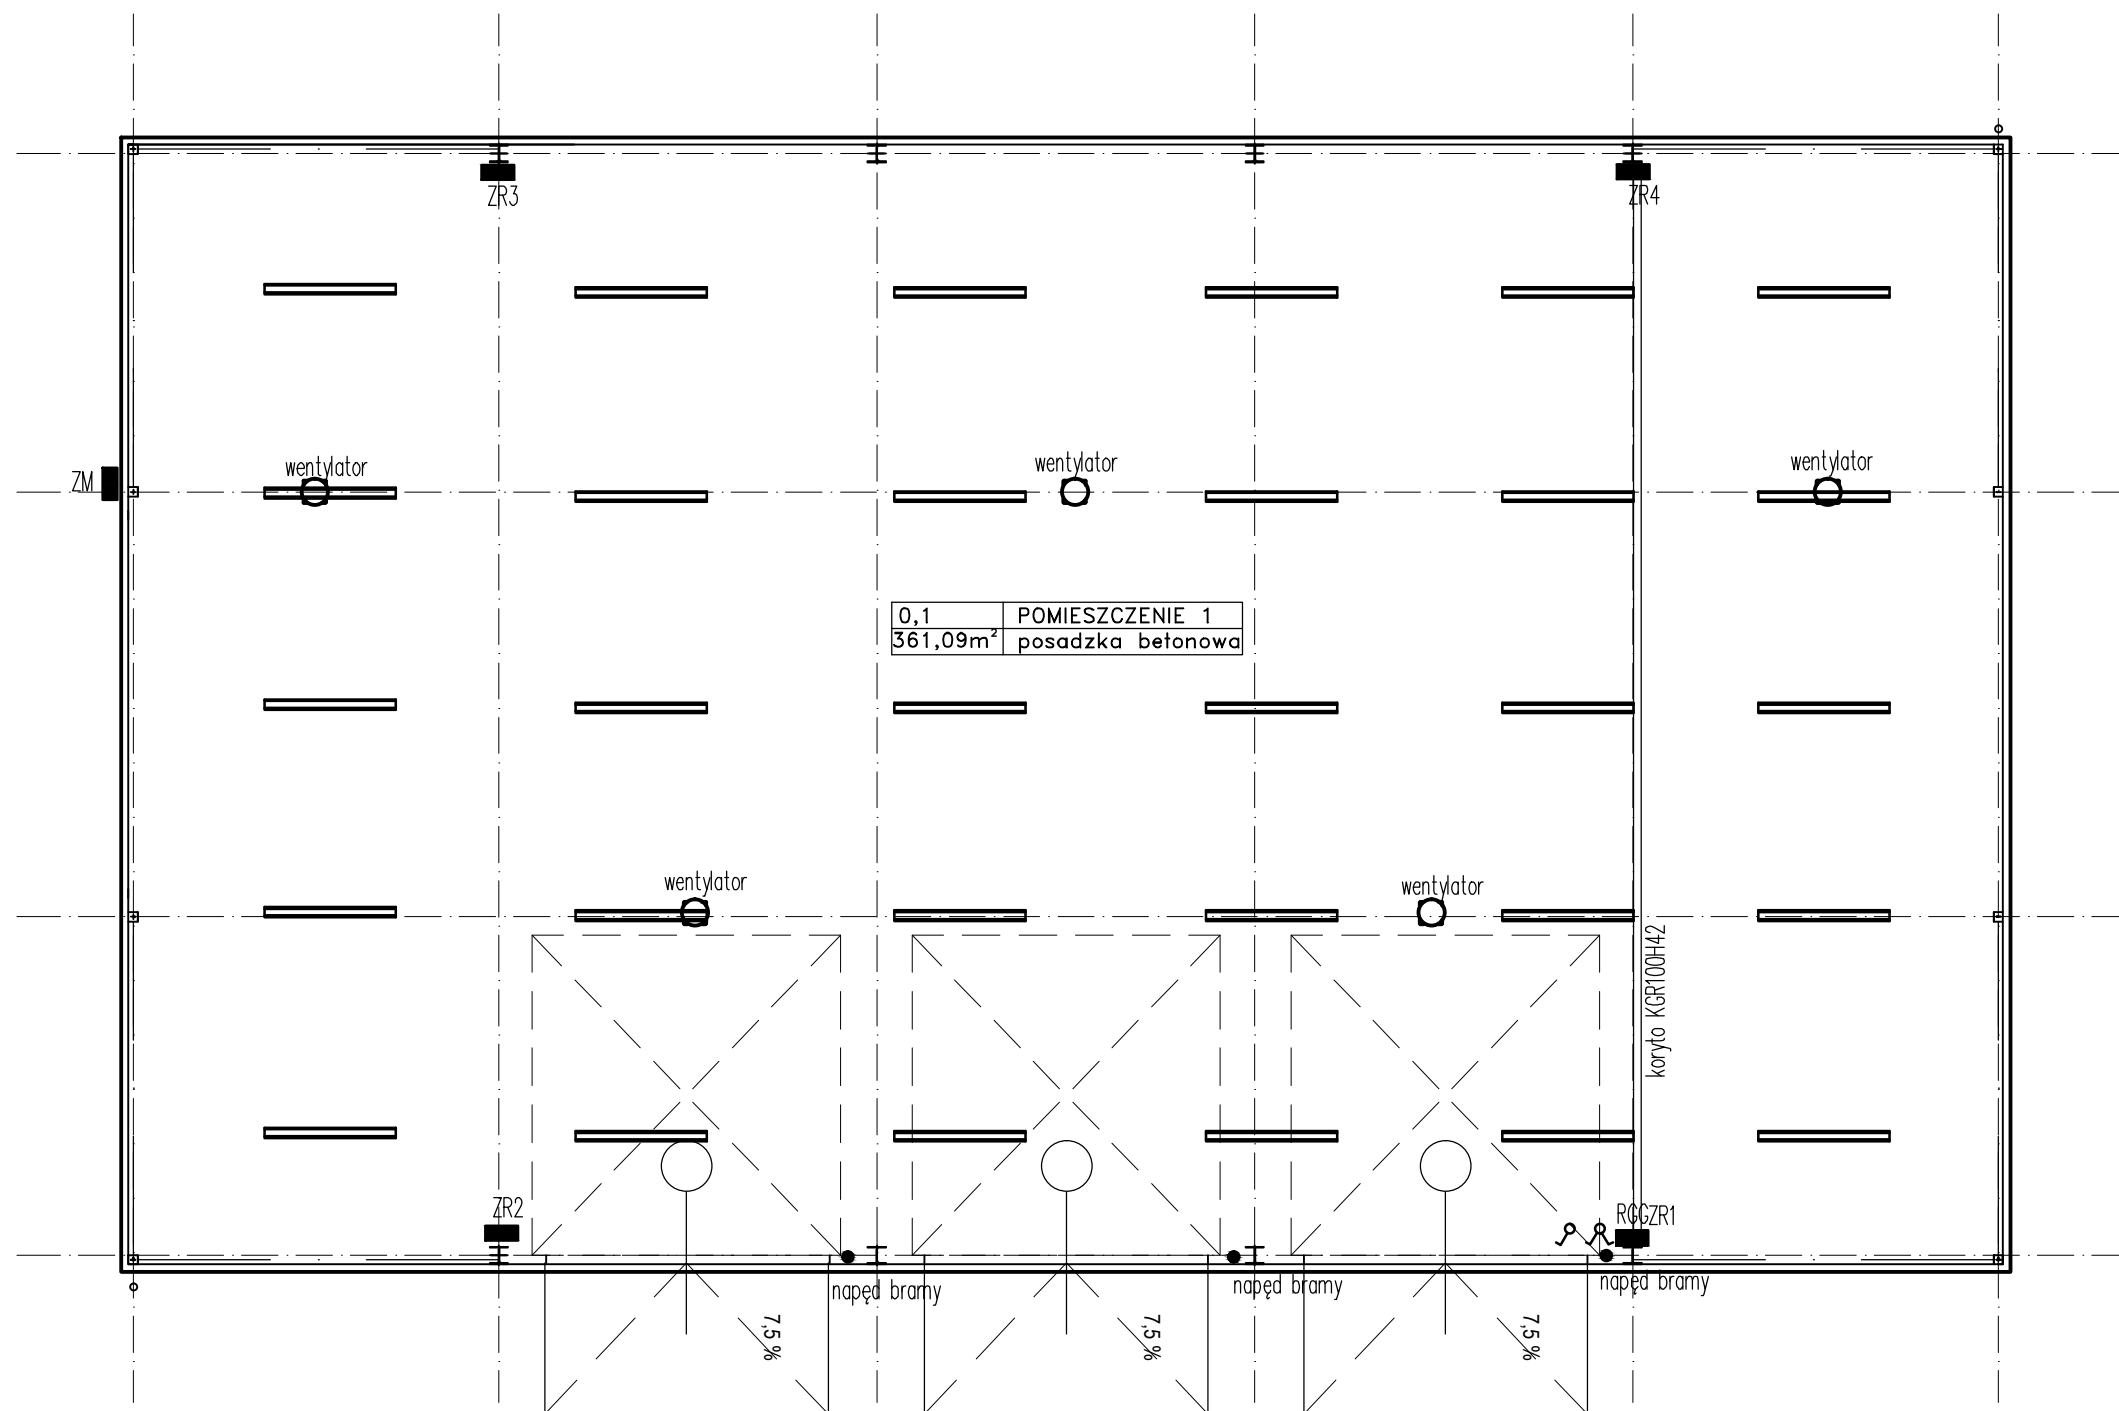 ZR3
ZR4
wentylator
wentylator
wentylator
ZM
0,1 POMIESZCZENIE 1
361,09m² posadzka betonowa
wentylator
wentylator
koryto KGR100H42
ZR2
RGGZR1
napęd bramy
napęd bramy
napęd bramy
7,5 %
7,5 %
7,5 %